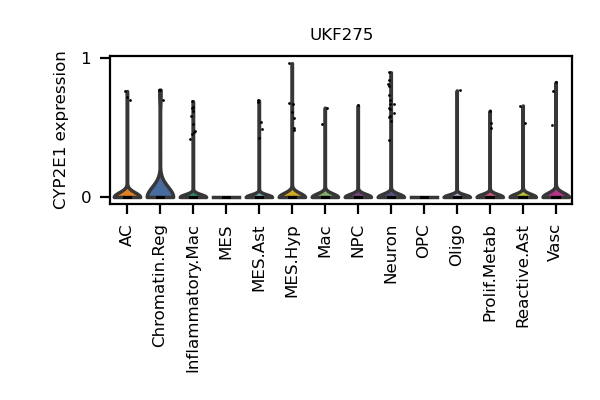 UKF275
CYP2E1 expression
1
0
AC
Chromatin.Reg
Inflammatory.Mac
MES
MES.Ast
MES.Hyp
Mac
NPC
Neuron
OPC
Oligo
Prolif.Metab
Reactive.Ast
Vasc